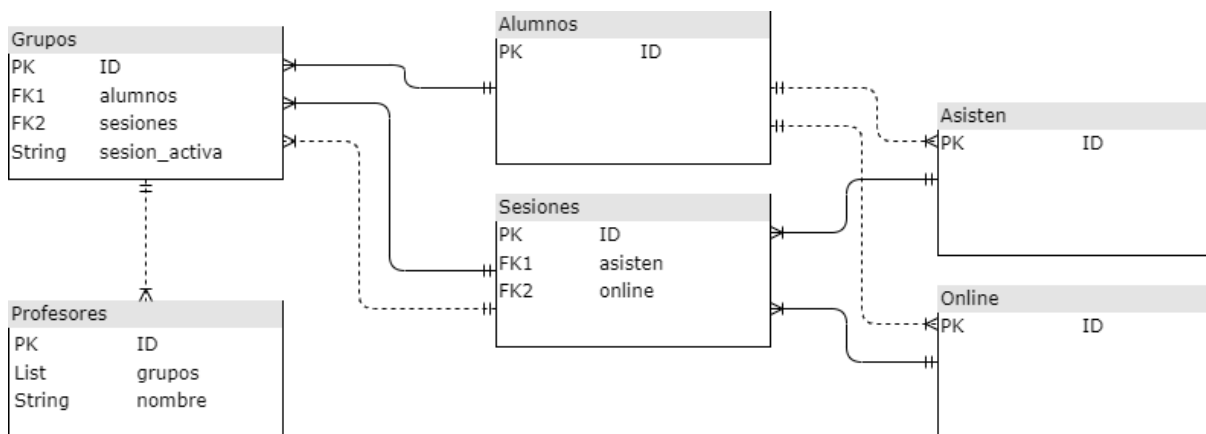 Grupos
PK ID
FK1 alumnos
FK2 sesiones
String sesion_activa
Alumnos
PK ID
Asisten
PK ID
Sesiones
PK ID
FK1 asisten
FK2 online
Profesores
PK ID
List grupos
String nombre
Online
PK ID